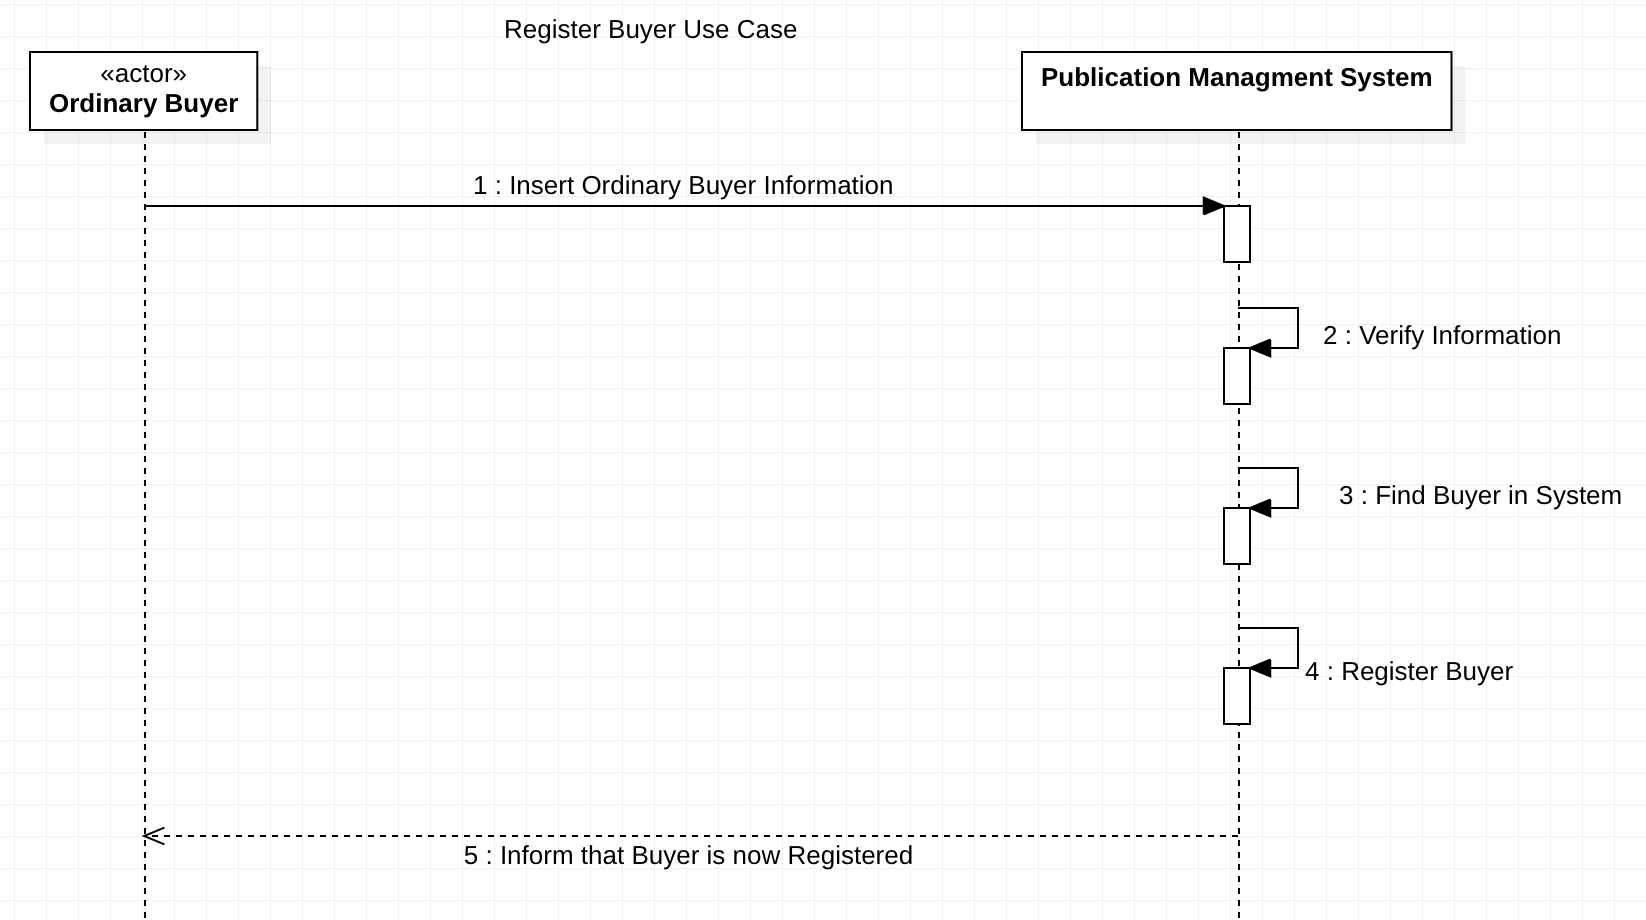 Register Buyer Use Case
«actor»
Ordinary Buyer
Publication Managment System
1 : Insert Ordinary Buyer Information
2 : Verify Information
3 : Find Buyer in System
4 : Register Buyer
5 : Inform that Buyer is now Registered